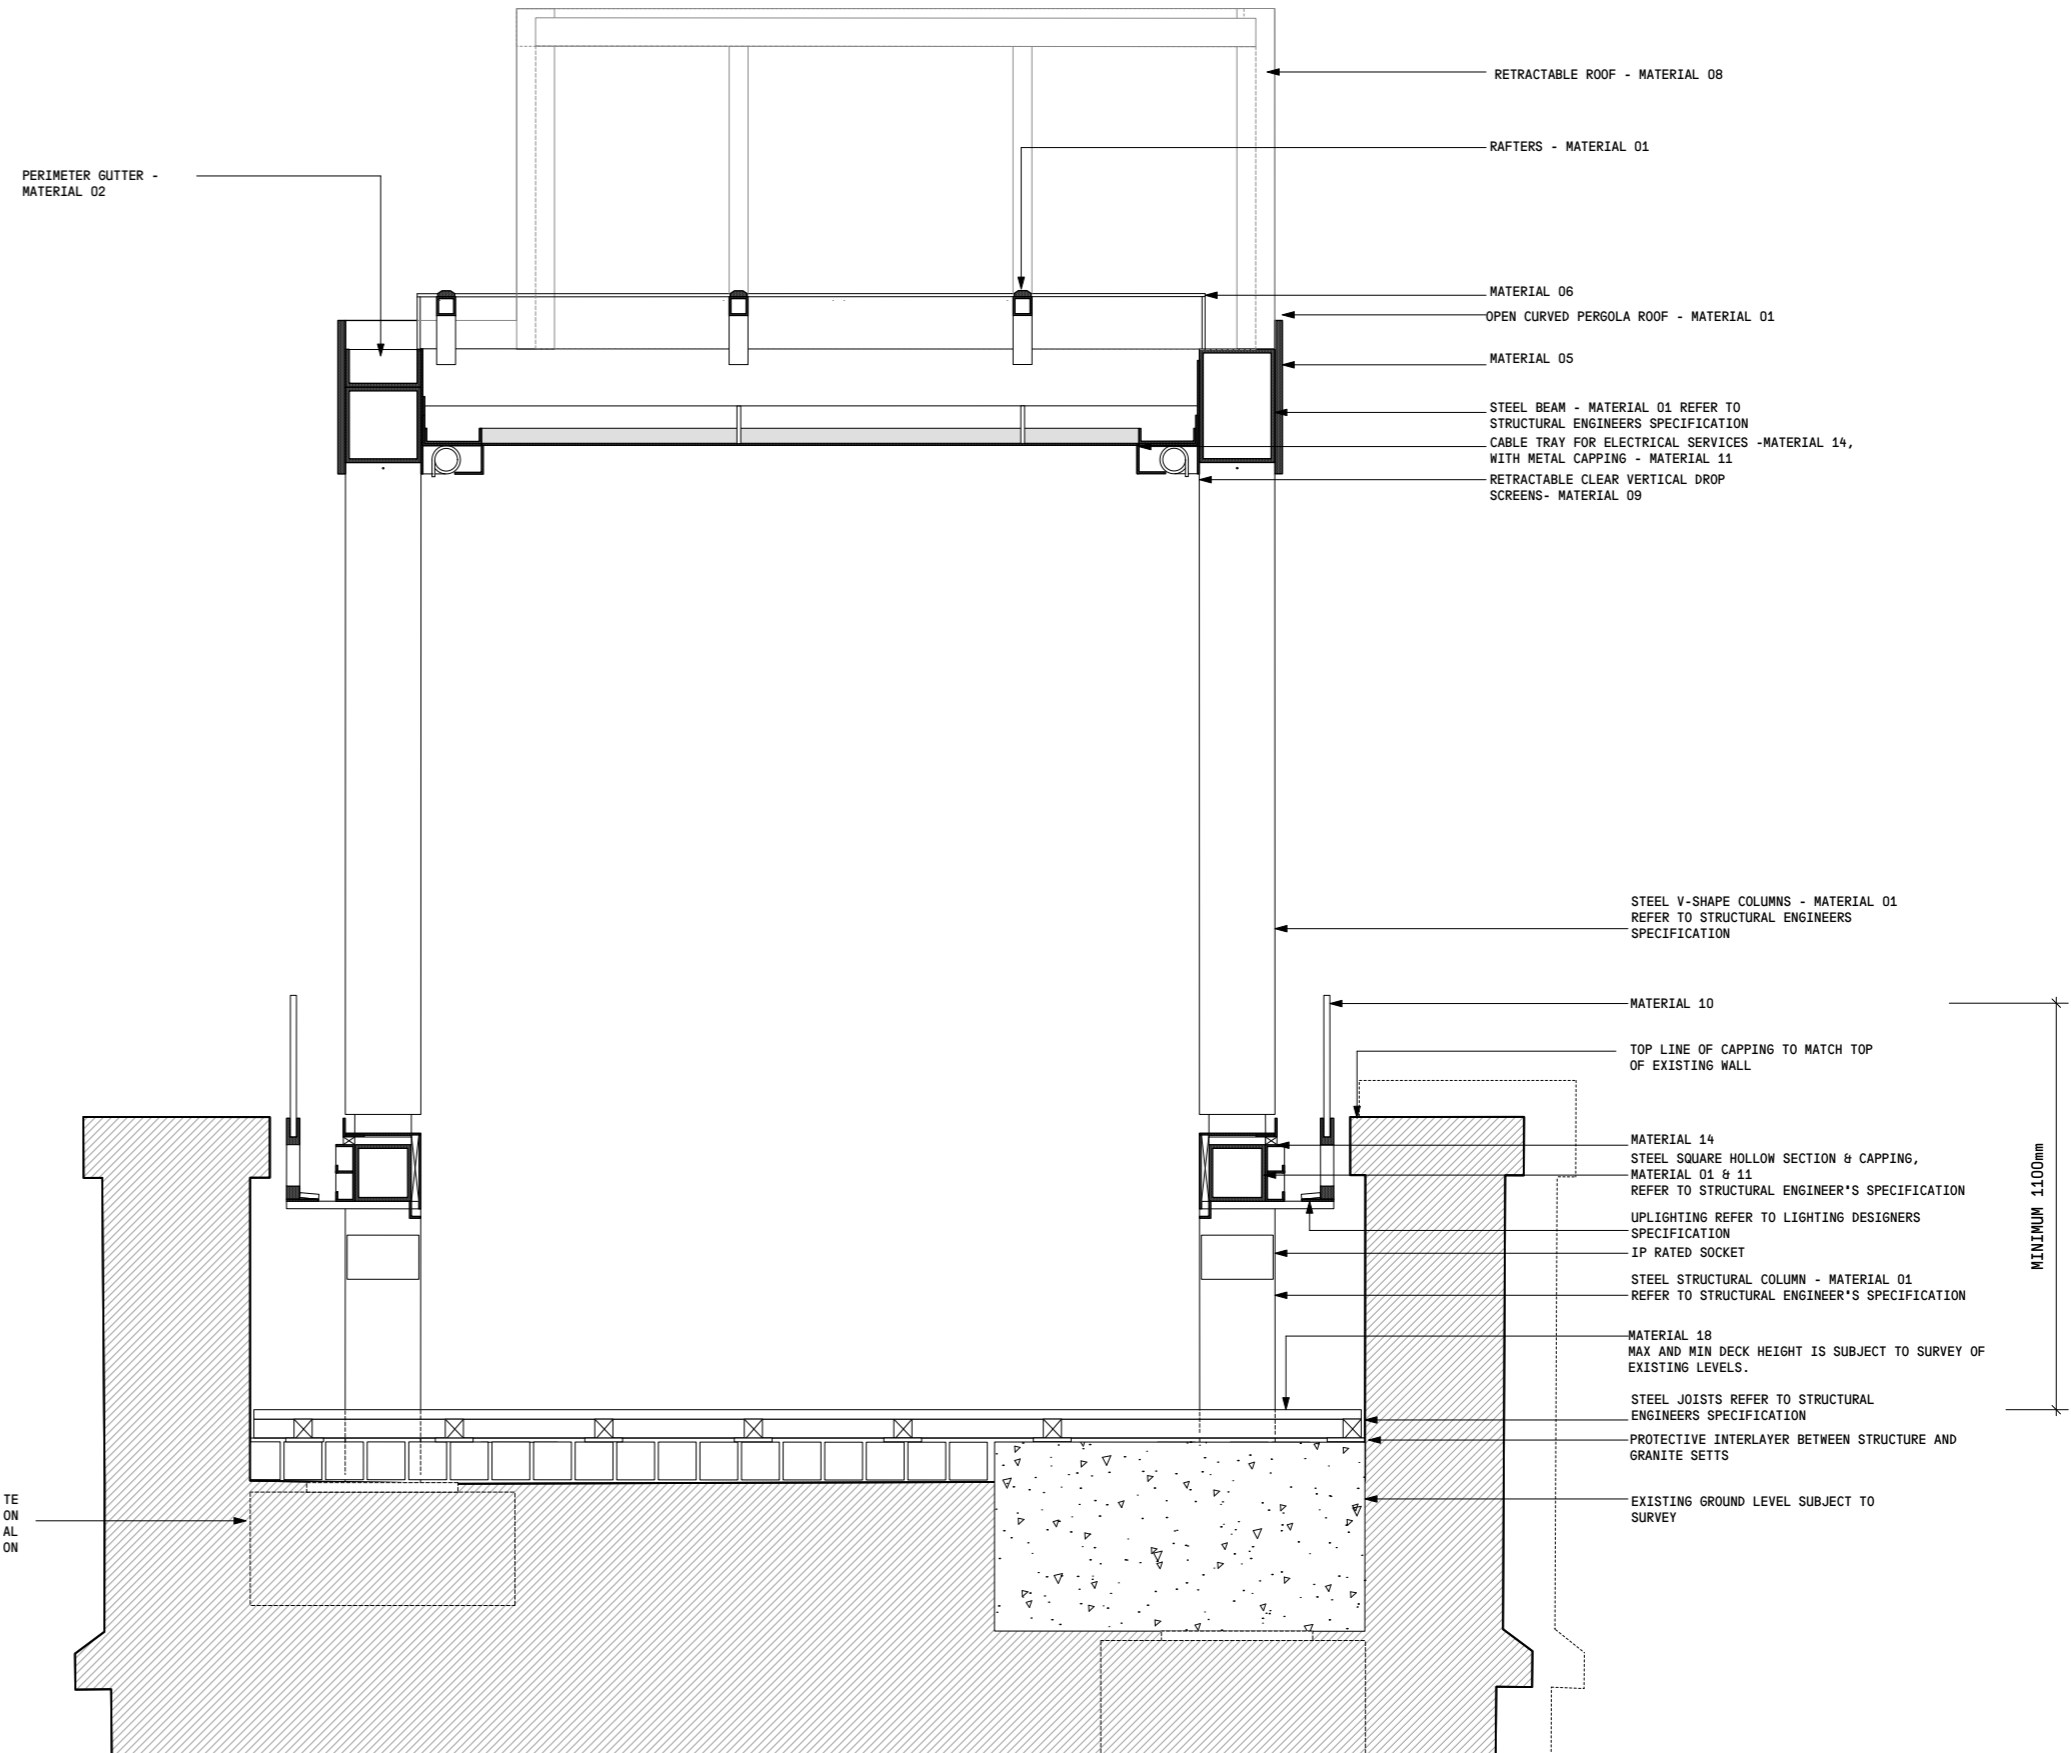 RETRACTABLE ROOF - MATERIAL 08
RAFTERS - MATERIAL 01
PERIMETER GUTTER -
MATERIAL 02
MATERIAL 06
OPEN CURVED PERGOLA ROOF - MATERIAL 01
MATERIAL 05
STEEL BEAM - MATERIAL 01 REFER TO
STRUCTURAL ENGINEERS SPECIFICATION
CABLE TRAY FOR ELECTRICAL SERVICES -MATERIAL 14,
WITH METAL CAPPING - MATERIAL 11
RETRACTABLE CLEAR VERTICAL DROP
SCREENS- MATERIAL 09
STEEL V-SHAPE COLUMNS - MATERIAL 01
REFER TO STRUCTURAL ENGINEERS
SPECIFICATION
MATERIAL 10
TOP LINE OF CAPPING TO MATCH TOP
OF EXISTING WALL
MATERIAL 14
STEEL SQUARE HOLLOW SECTION & CAPPING,
MATERIAL 01 & 11
REFER TO STRUCTURAL ENGINEER'S SPECIFICATION
UPLIGHTING REFER TO LIGHTING DESIGNERS
SPECIFICATION
IP RATED SOCKET
STEEL STRUCTURAL COLUMN - MATERIAL 01
REFER TO STRUCTURAL ENGINEER'S SPECIFICATION
MINIMUM 1100mm
MATERIAL 18
MAX AND MIN DECK HEIGHT IS SUBJECT TO SURVEY OF
EXISTING LEVELS.
STEEL JOISTS REFER TO STRUCTURAL
ENGINEERS SPECIFICATION
PROTECTIVE INTERLAYER BETWEEN STRUCTURE AND
GRANITE SETTS
EXISTING GROUND LEVEL SUBJECT TO
SURVEY
TE
ON
AL
ON